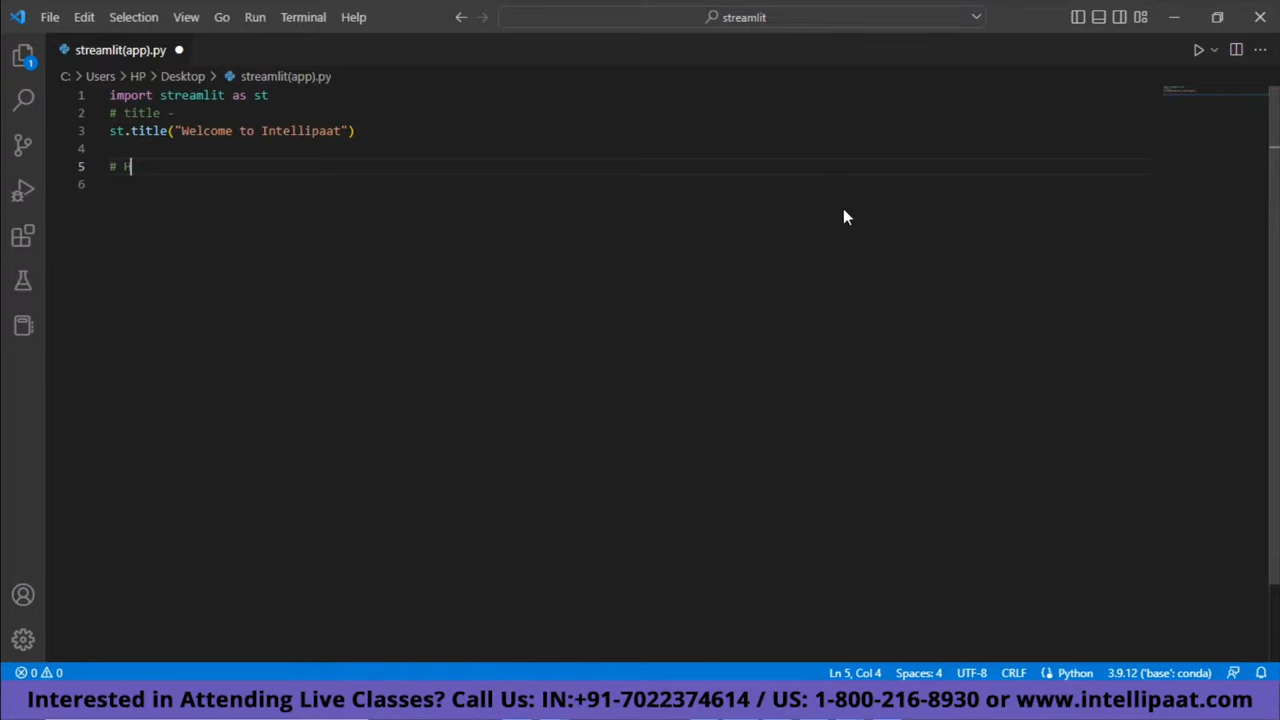 File Edit Selection View Go Run Terminal Help
streamlit
streamlit(app).py
C: > Users > HP > Desktop > streamlit(app).py
1
1 import streamlit as st
2 # title -
3 st.title("Welcome to Intellipaat")
4
5 # H
6
0 0 Ln 5, Col 4 Spaces: 4 UTF-8 CRLF Python 3.9.12 ('base': conda)
Interested in Attending Live Classes? Call Us: IN:+91-7022374614 / US: 1-800-216-8930 or www.intellipaat.com